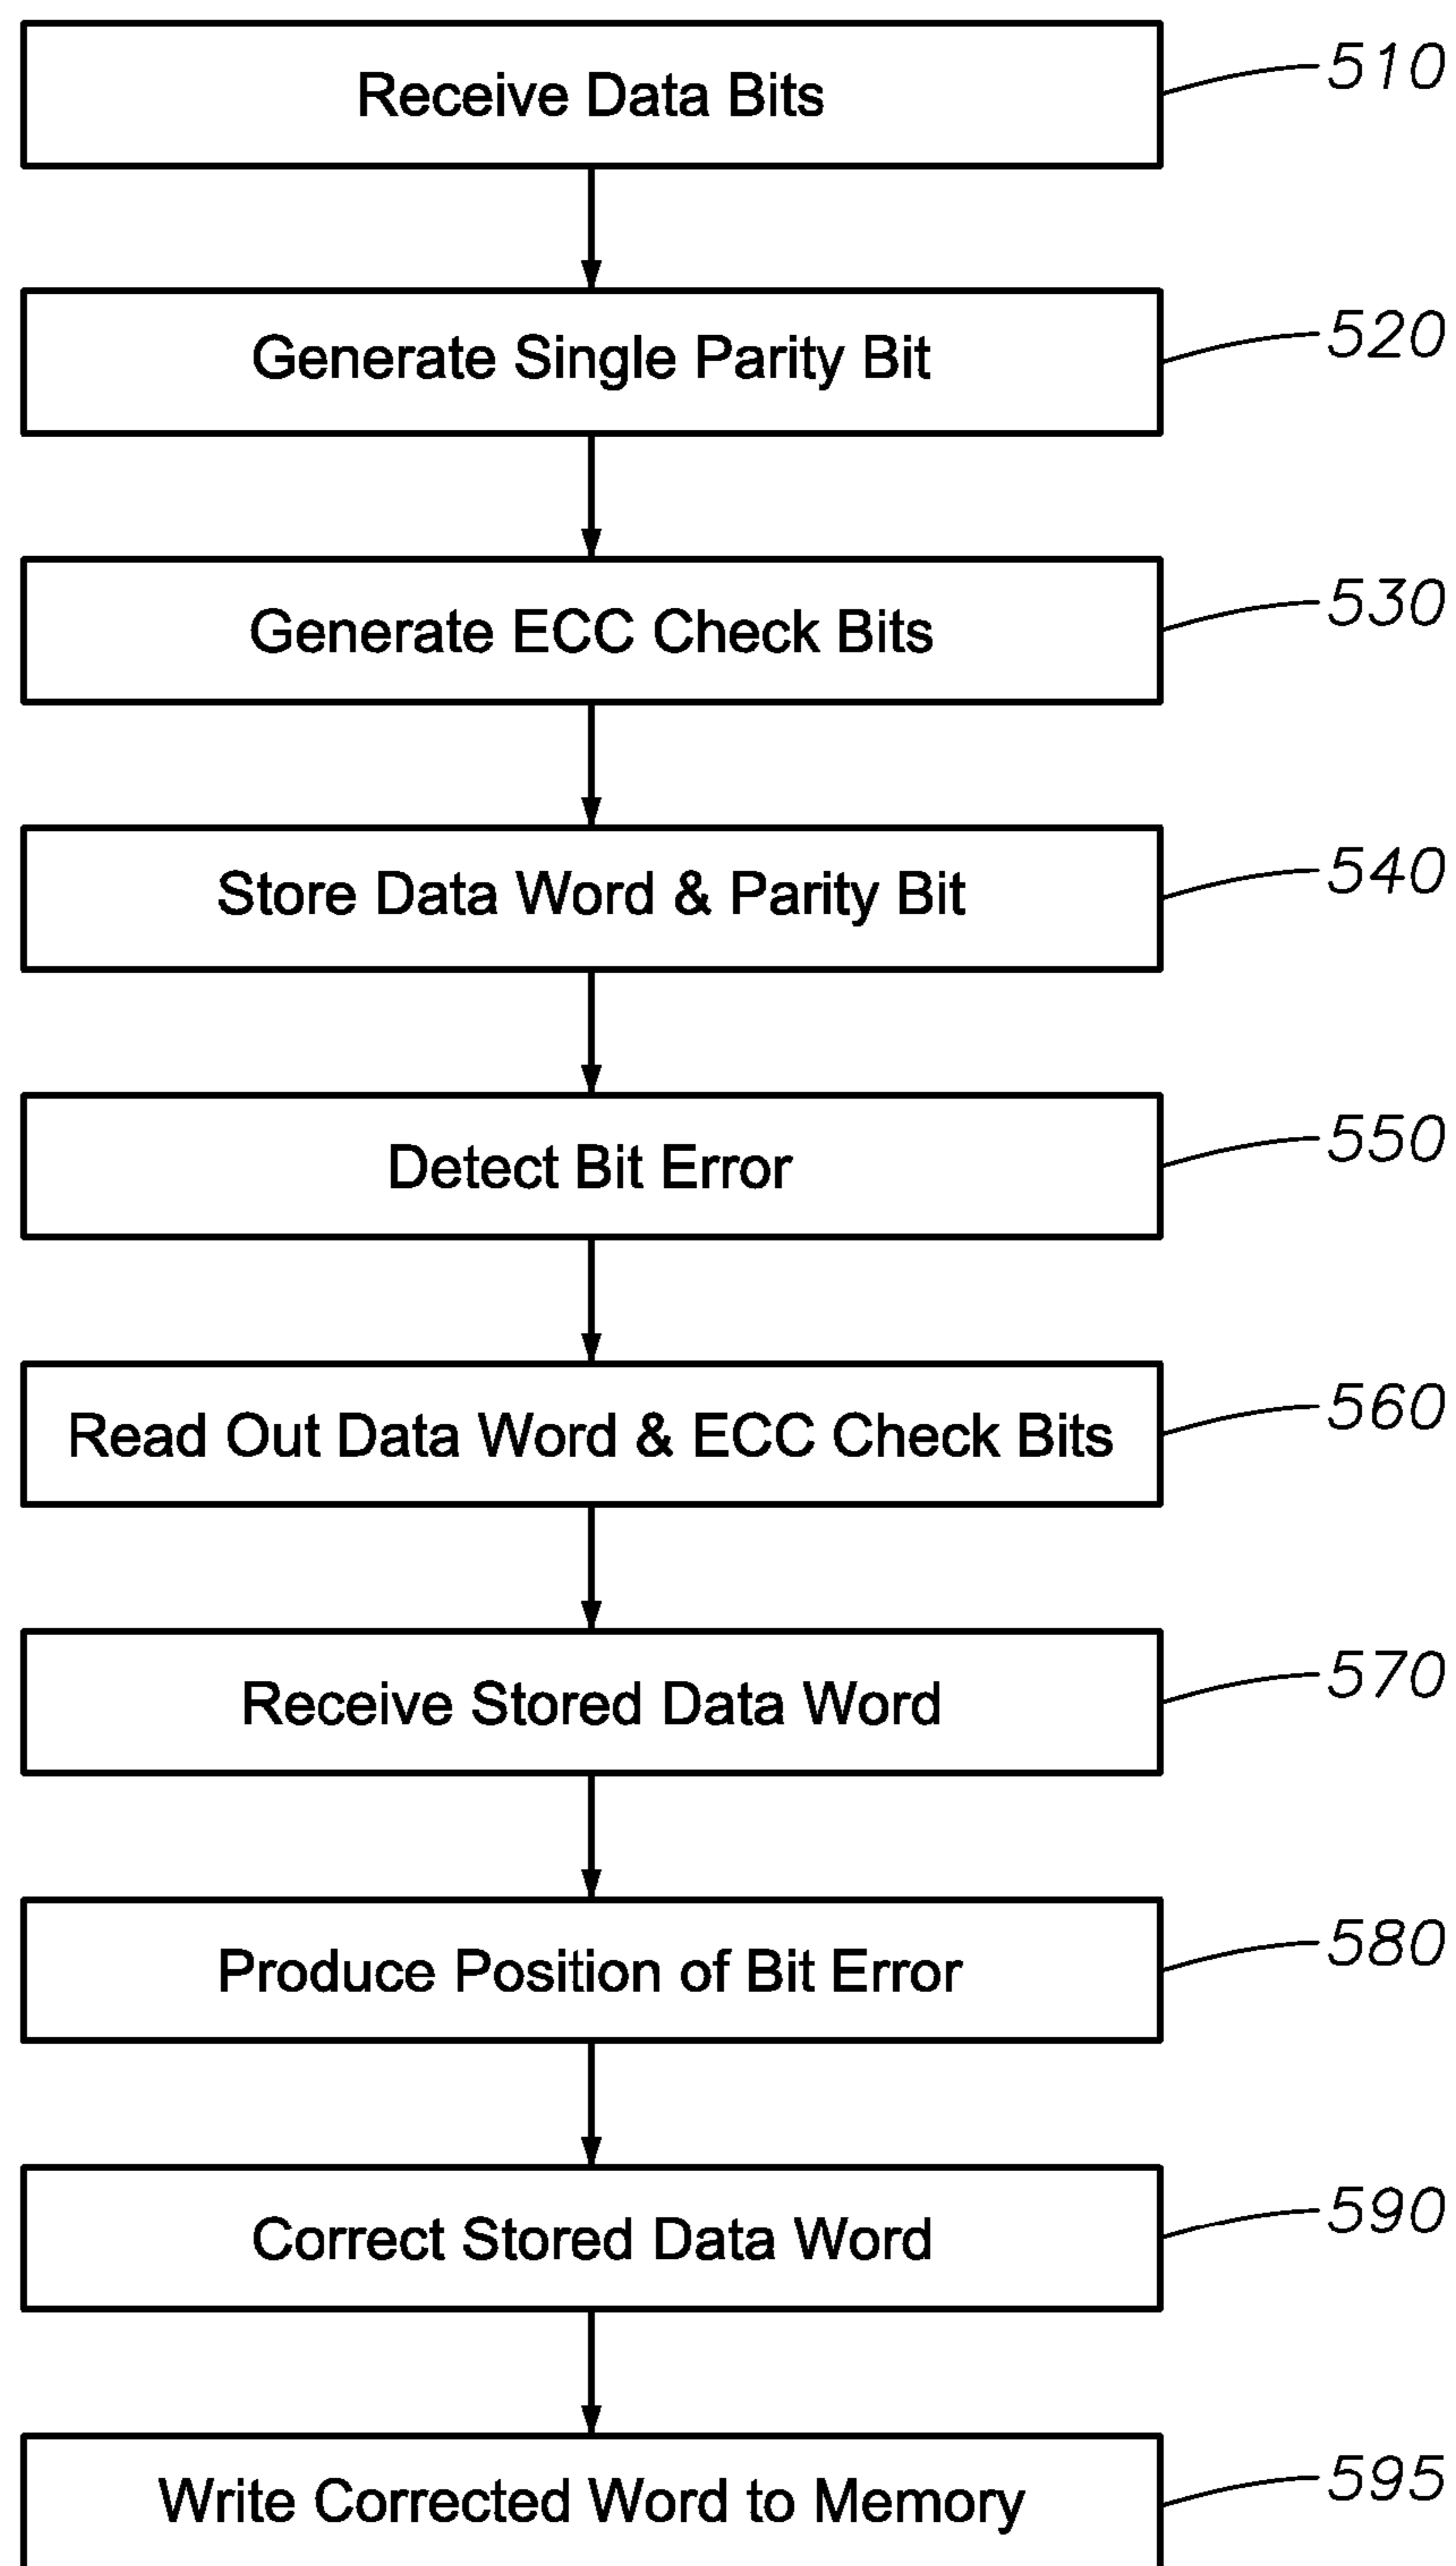 Receive Data Bits 510
Generate Single Parity Bit 520
Generate ECC Check Bits 530
Store Data Word & Parity Bit 540
Detect Bit Error 550
Read Out Data Word & ECC Check Bits 560
Receive Stored Data Word 570
Produce Position of Bit Error 580
Correct Stored Data Word 590
Write Corrected Word to Memory 595